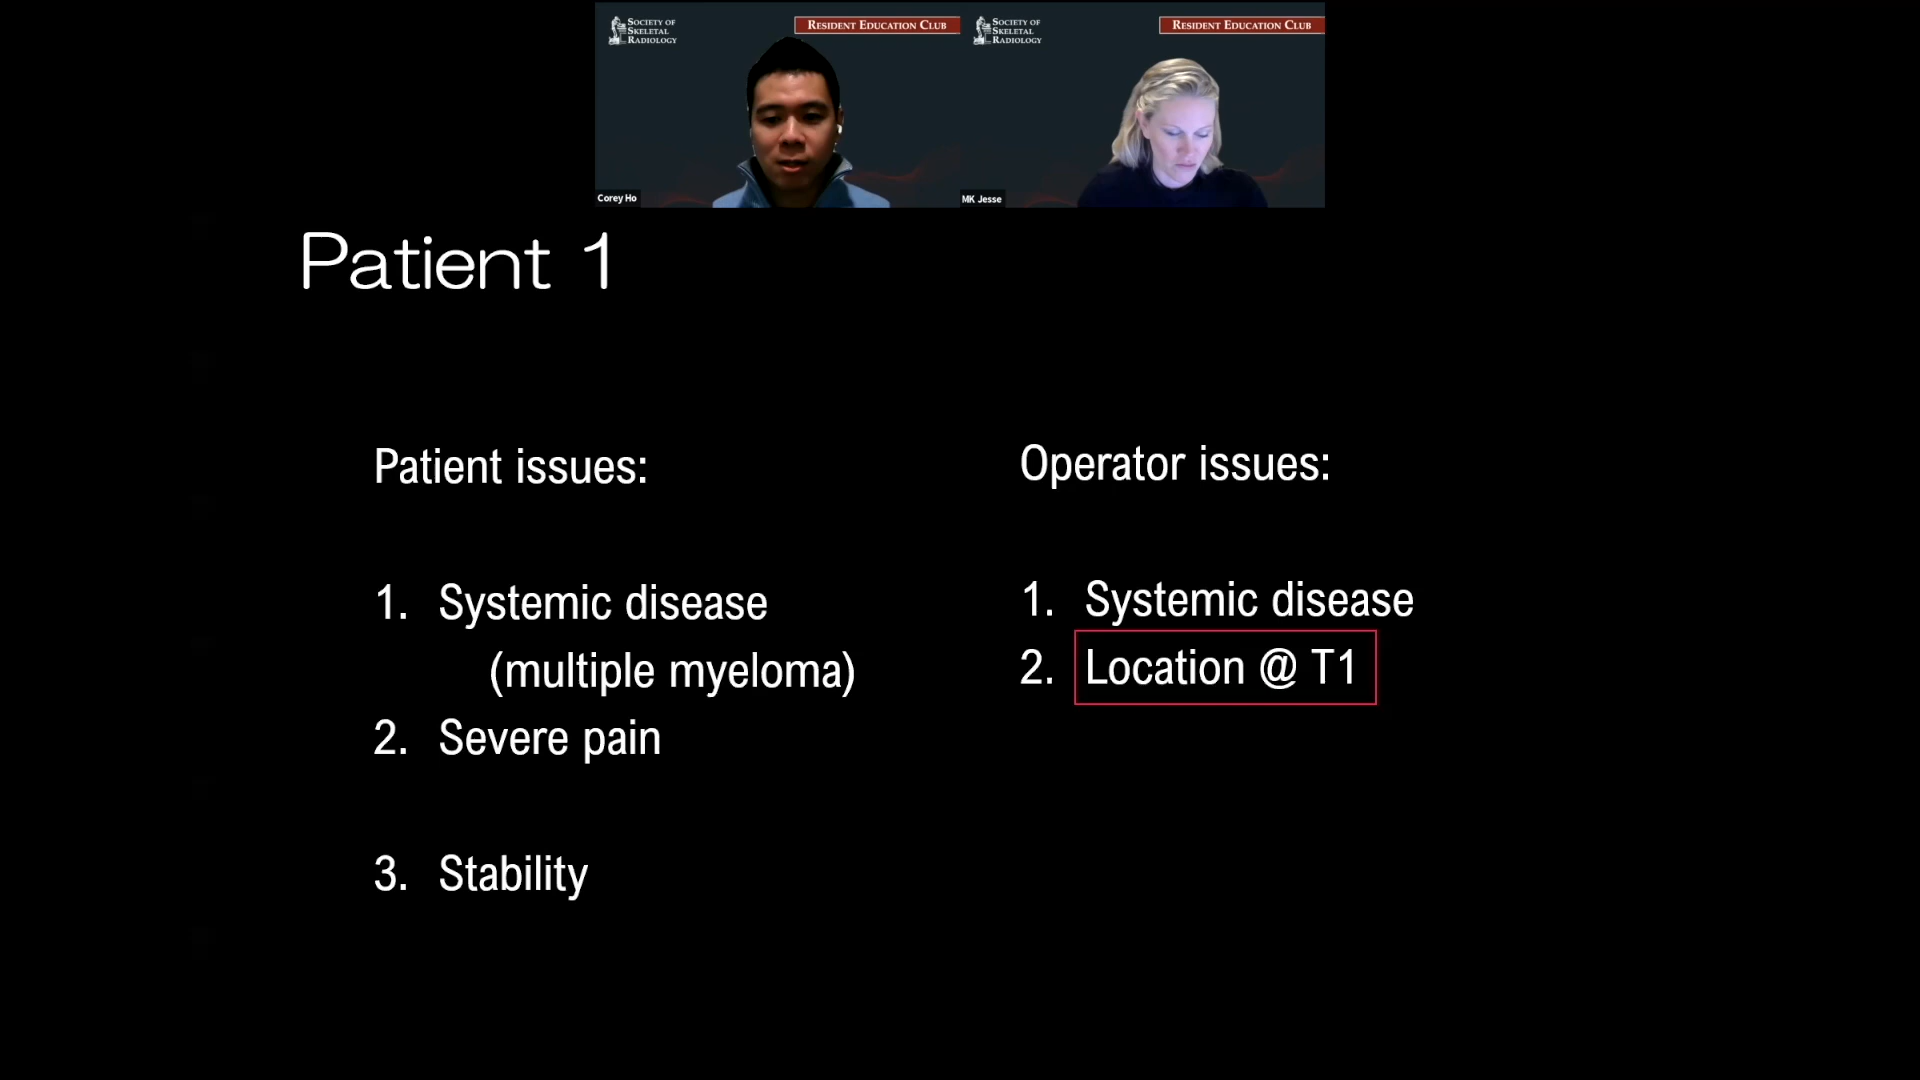 SOCIETY OF
SKELETAL
RADIOLOGY
RESIDENT EDUCATION CLUB
SOCIETY OF
SKELETAL
RADIOLOGY
RESIDENT EDUCATION CLUB
Corey Ho
MK Jesse
Patient 1
Patient issues:
1. Systemic disease
(multiple myeloma)
2. Severe pain
3. Stability
Operator issues:
1. Systemic disease
2. Location @ T1